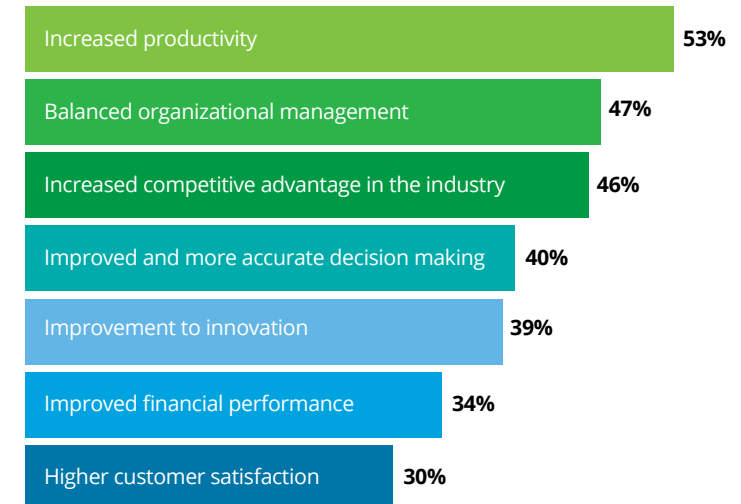 Increased productivity 53%
Balanced organizational management 47%
Increased competitive advantage in the industry 46%
Improved and more accurate decision making 40%
Improvement to innovation 39%
Improved financial performance 34%
Higher customer satisfaction 30%